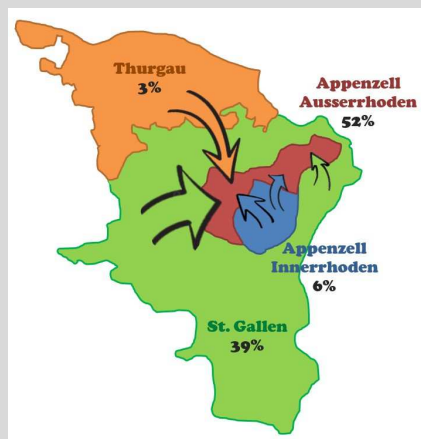 Thurgau
3%
Appenzell
Ausserrhoden
52%
Appenzell
Innerrhoden
6%
St. Gallen
39%